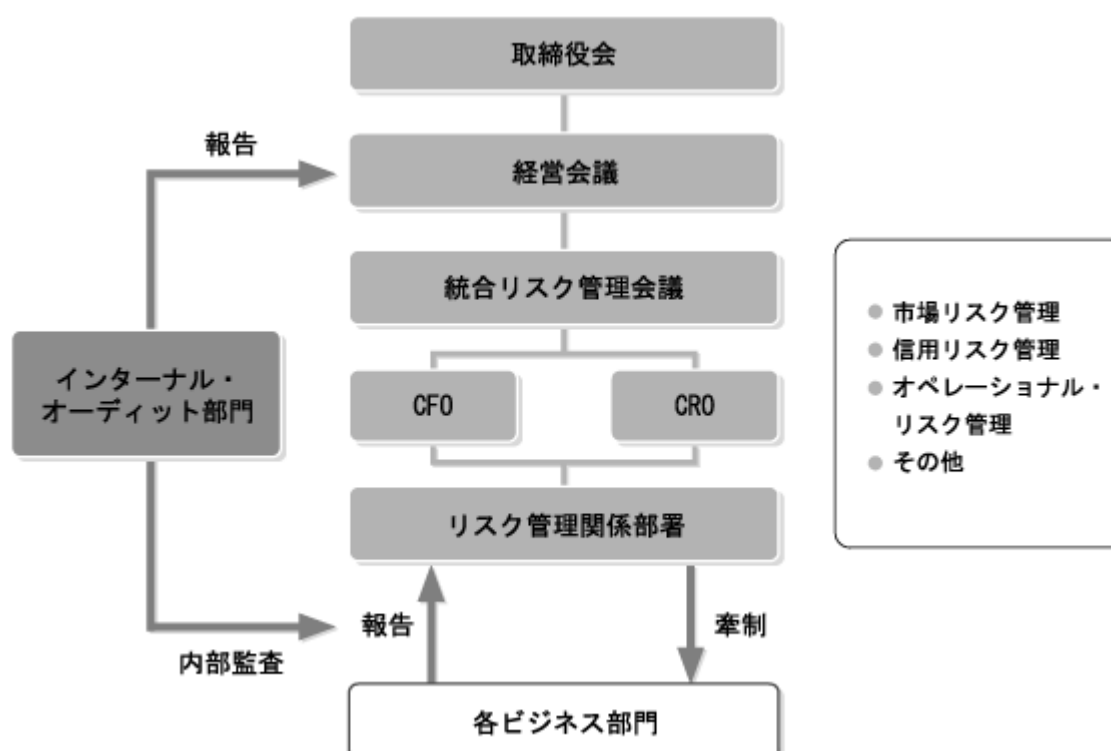 取締役会
報告
経営会議
統合リスク管理会議
インターナル・
オーディット部門
CFO
CRO
リスク管理関係部署
内部監査
報告
牽制
各ビジネス部門
市場リスク管理
信用リスク管理
オペレーショナル・
リスク管理
その他